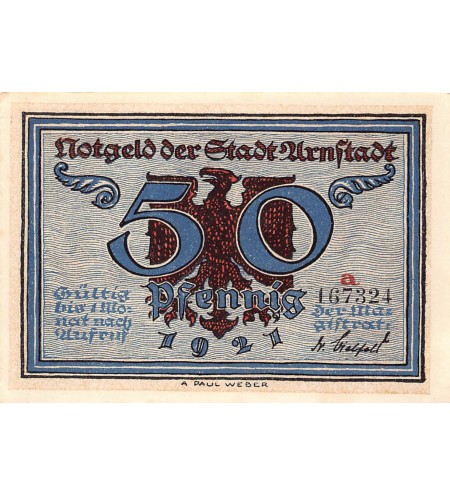 Notgeld der Stadt Arnstadt
50
Pfennig
1921
Gültig
bis 1 Mo-
nat nach
Aufruf
a
167324
der Ma-
gistrat:
A PAUL WEBER